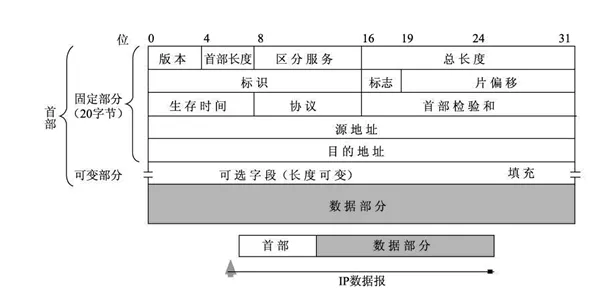 位 0 4 8 16 19 24 31
版本 首部长度 区分服务 总长度
标识 标志 片偏移
生存时间 协议 首部检验和
源地址
目的地址
首部
固定部分
(20字节)
可变部分 可选字段(长度可变) 填充
数据部分
首部 数据部分
IP数据报